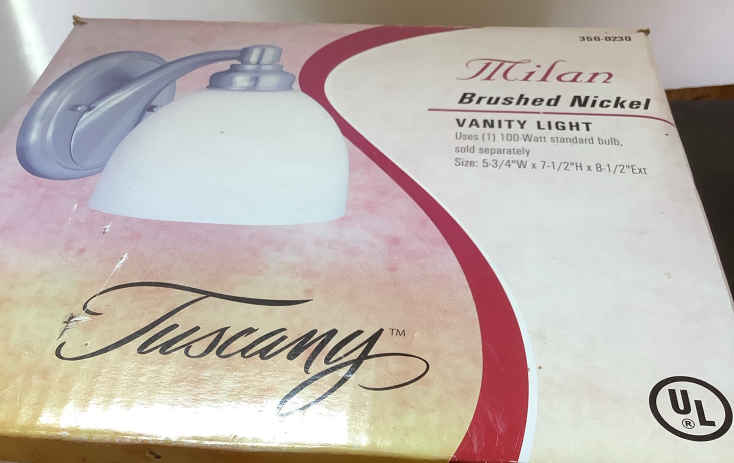 356-0230
Milan
Brushed Nickel
VANITY LIGHT
Uses (1) 100-Watt standard bulb,
sold separately
Size: 5-3/4"W x 7-1/2"H x 8-1/2"Ext
Tuscany™
UL®